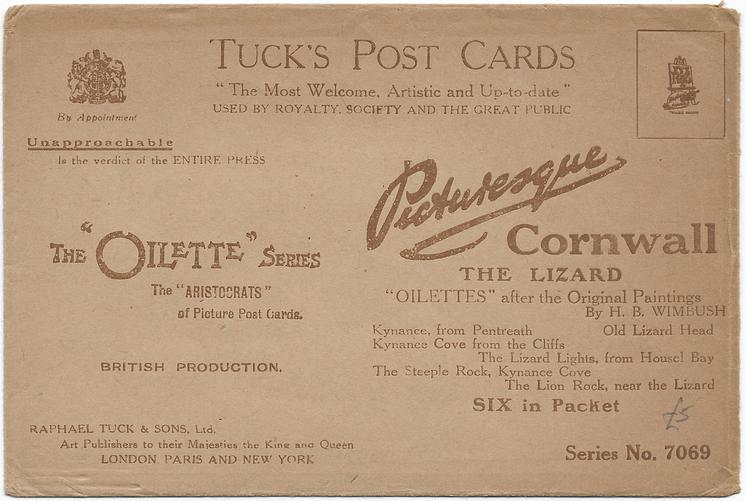 TUCK'S POST CARDS
"The Most Welcome, Artistic and Up-to-date"
USED BY ROYALTY, SOCIETY AND THE GREAT PUBLIC
By Appointment
Unapproachable
Is the verdict of the ENTIRE PRESS
THE "OILETTE" SERIES
The "ARISTOCRATS"
of Picture Post Cards.
BRITISH PRODUCTION.
RAPHAEL TUCK & SONS, Ltd.
Art Publishers to their Majesties the King and Queen
LONDON, PARIS AND NEW YORK
Picturesque
Cornwall
THE LIZARD
"OILETTES" after the Original Paintings
By H. B. WIMBUSH
Kynance, from Pentreath Old Lizard Head
Kynance Cove from the Cliffs
The Lizard Lights, from Housel Bay
The Steeple Rock, Kynance Cove
The Lion Rock, near the Lizard
SIX in Packet
£5
Series No. 7069